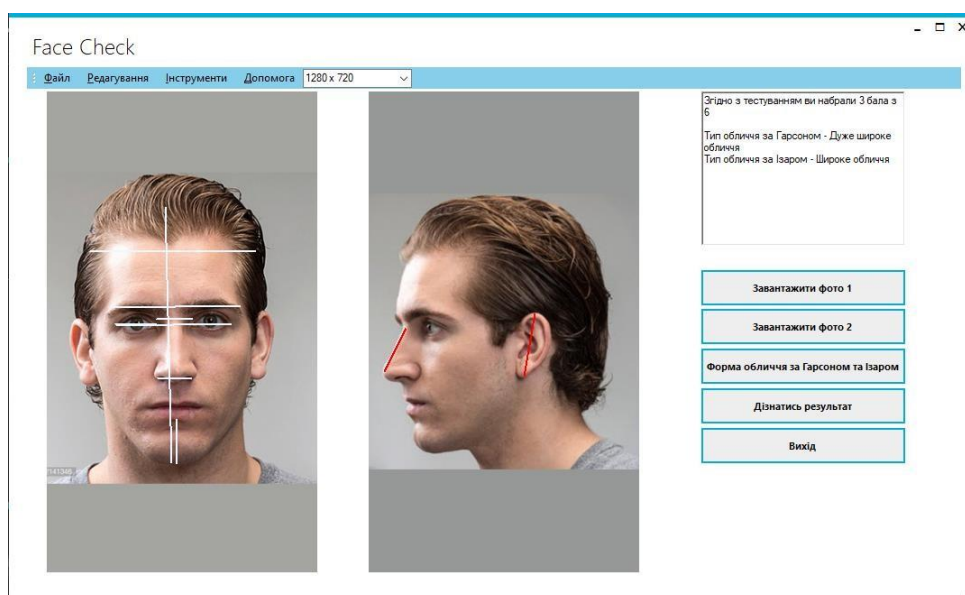 Face Check
Файл Редагування Інструменти Допомога 1280 x 720
Згідно з тестуванням ви набрали 3 бала з
6
Тип обличчя за Гарсоном - Дуже широке
обличчя
Тип обличчя за Ізаром - Широке обличчя
Завантажити фото 1
Завантажити фото 2
Форма обличчя за Гарсоном та Ізаром
Дізнатись результат
Вихід